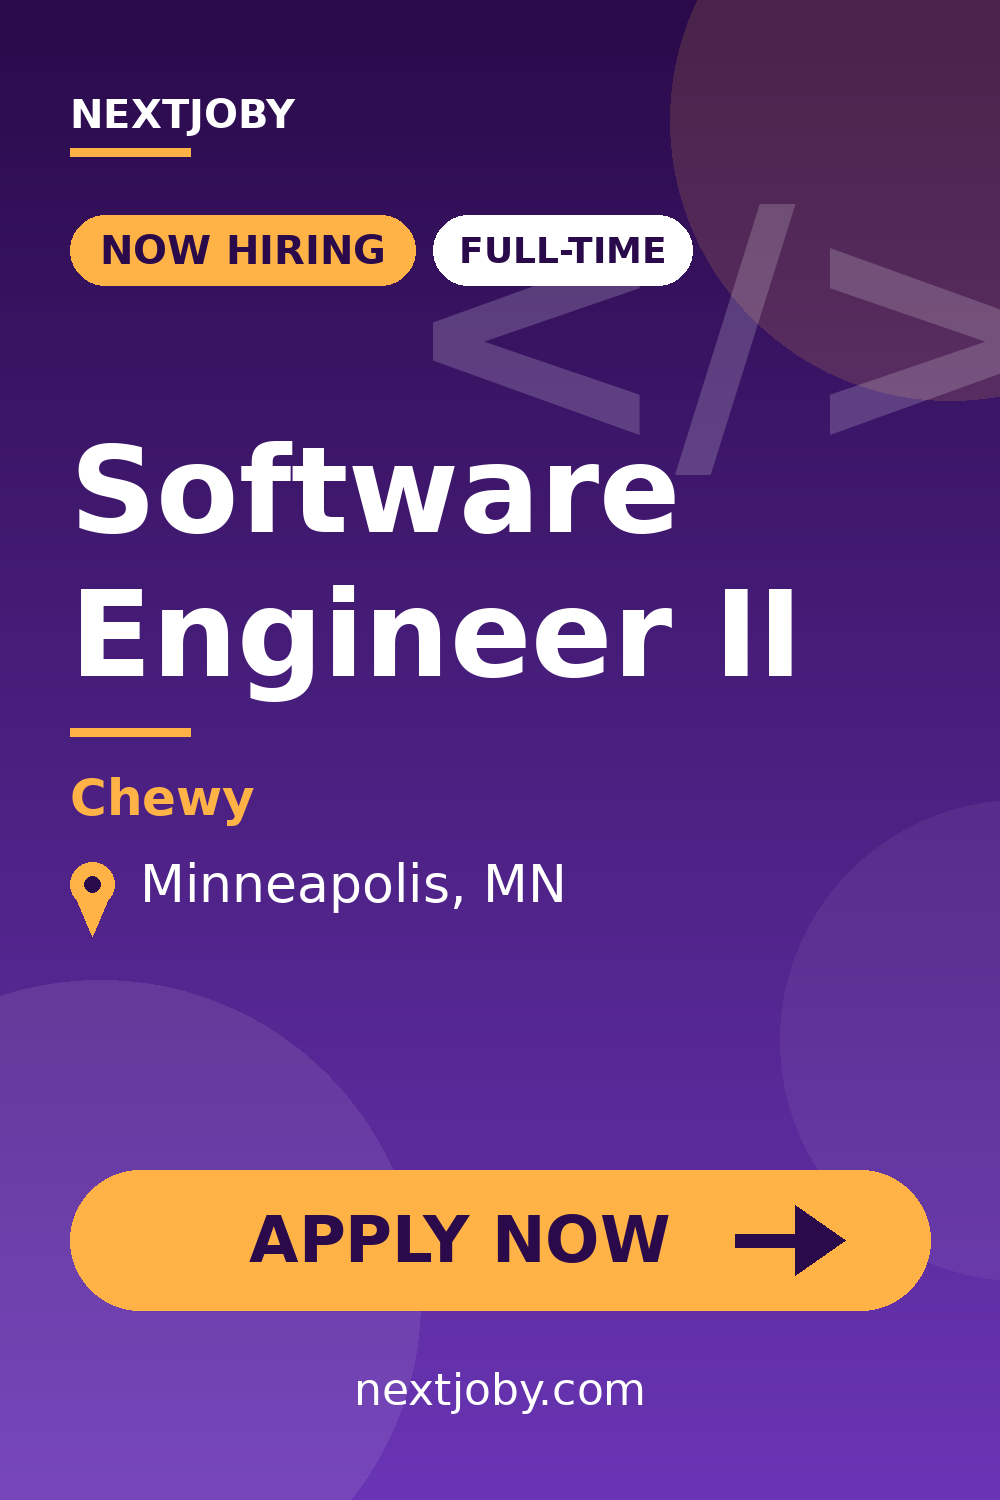 NEXTJOBY
NOW HIRING
FULL-TIME
</>
Software
Engineer II
Chewy
Minneapolis, MN
APPLY NOW
nextjoby.com